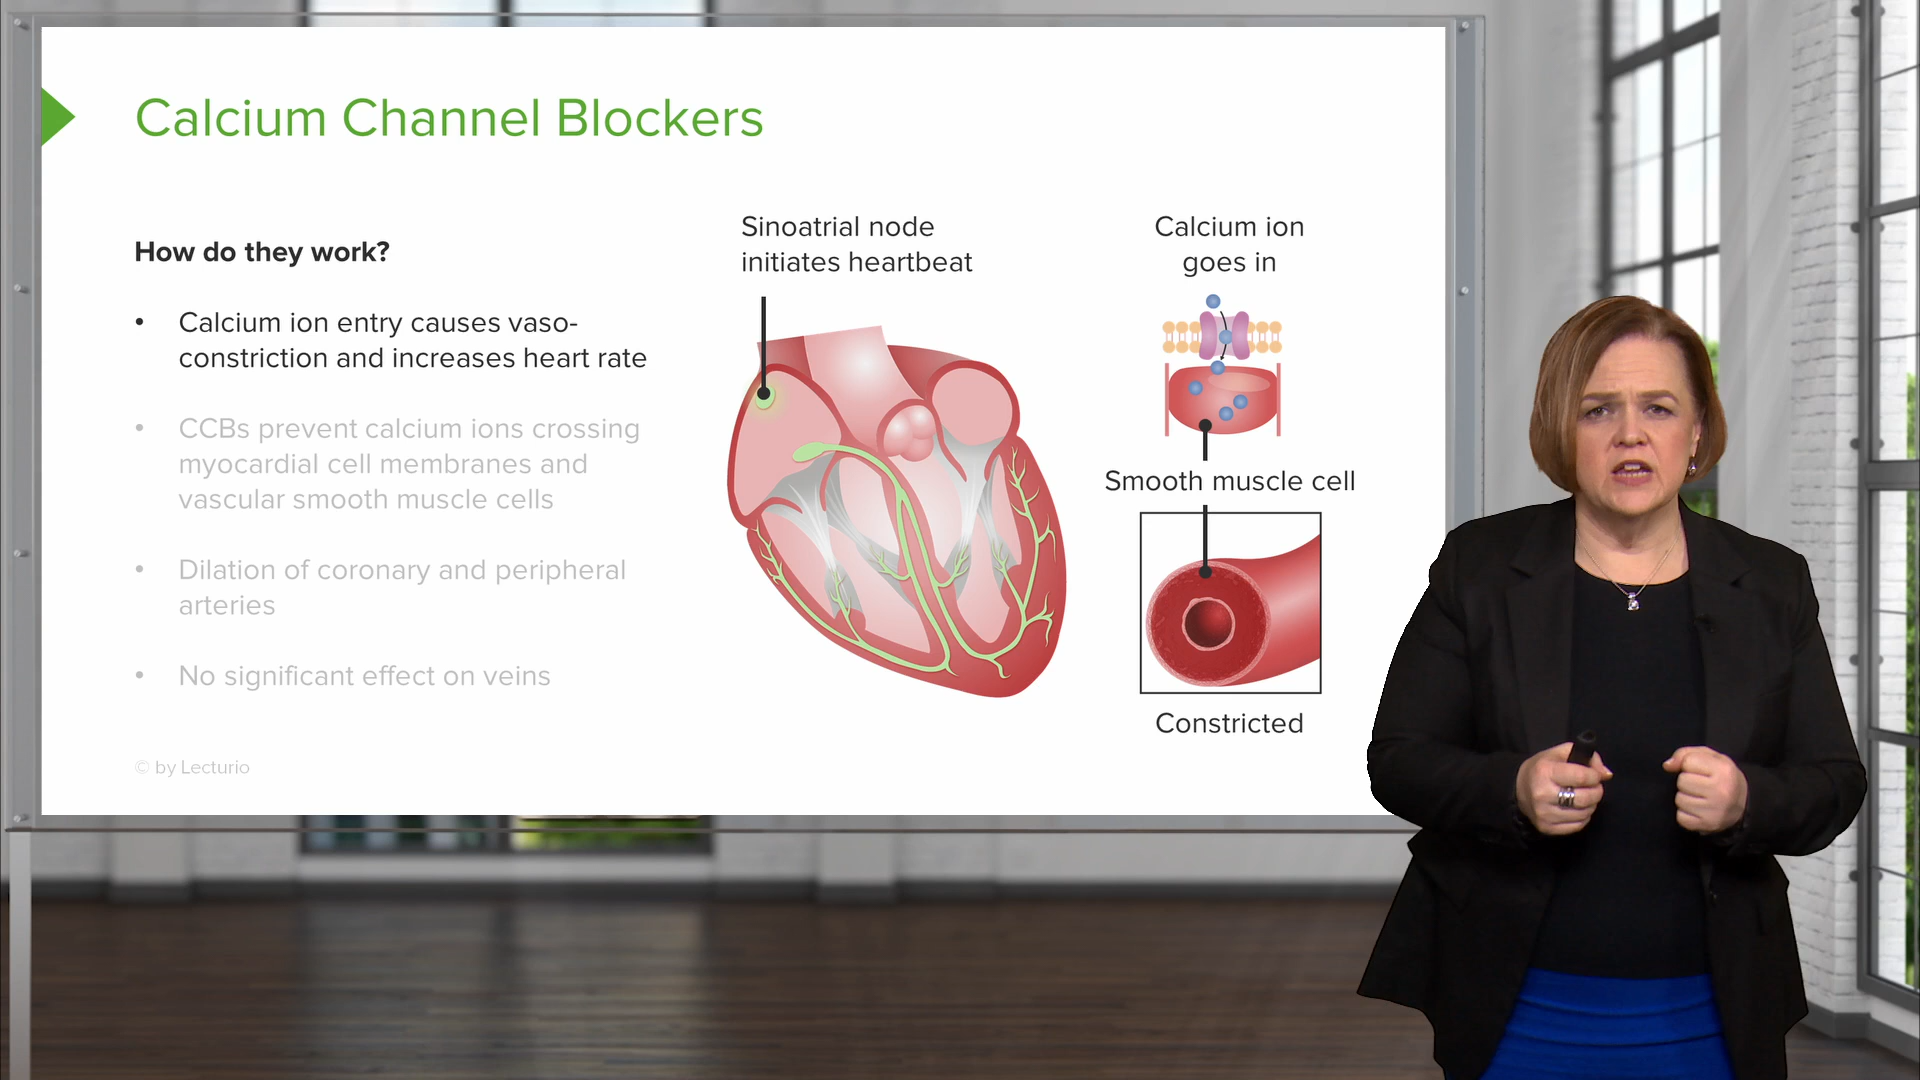 Calcium Channel Blockers
How do they work?
• Calcium ion entry causes vaso-
constriction and increases heart rate
• CCBs prevent calcium ions crossing
myocardial cell membranes and
vascular smooth muscle cells
• Dilation of coronary and peripheral
arteries
• No significant effect on veins
© by Lecturio
Sinoatrial node
initiates heartbeat
Calcium ion
goes in
Smooth muscle cell
Constricted